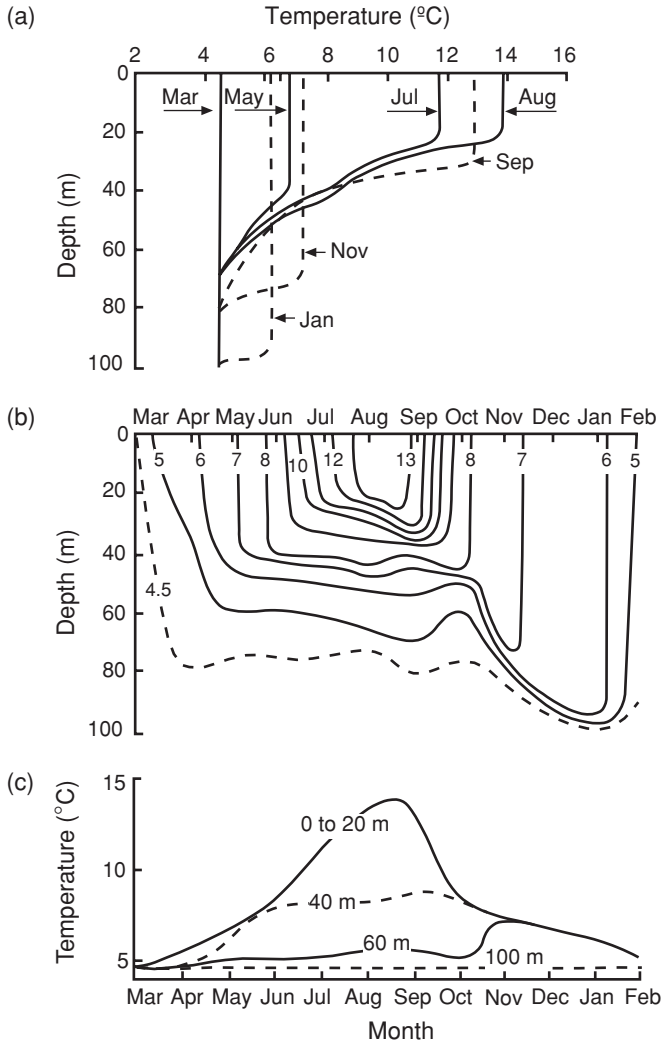 (a)
Temperature (ºC)
2 4 6 8 10 12 14 16
0
20
40
60
80
100
Depth (m)
Mar May Jul Aug
Sep
Nov
Jan
(b)
Mar Apr May Jun Jul Aug Sep Oct Nov Dec Jan Feb
0
20
40
60
80
100
Depth (m)
5 6 7 8 10 12 13 8 7 6 5
4.5
(c)
15
10
5
Temperature (°C)
0 to 20 m
40 m
60 m
100 m
Mar Apr May Jun Jul Aug Sep Oct Nov Dec Jan Feb
Month